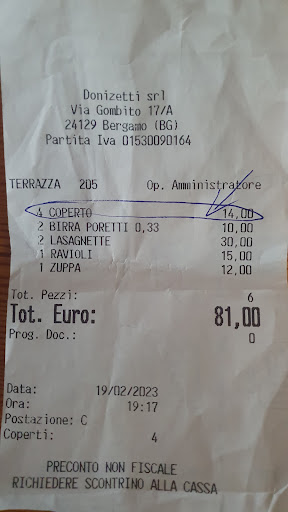 Donizetti srl
Via Gombito 17/A
24129 Bergamo (BG)
Partita Iva 01530090164
TERRAZZA 205 Op. Amministratore
4 COPERTO 14,00
2 BIRRA PORETTI 0,33 10,00
2 LASAGNETTE 30,00
1 RAVIOLI 15,00
1 ZUPPA 12,00
Tot. Pezzi: 6
Tot. Euro: 81,00
Prog. Doc.: 0
Data: 19/02/2023
Ora: 19:17
Postazione: C
Coperti: 4
PRECONTO NON FISCALE
RICHIEDERE SCONTRINO ALLA CASSA